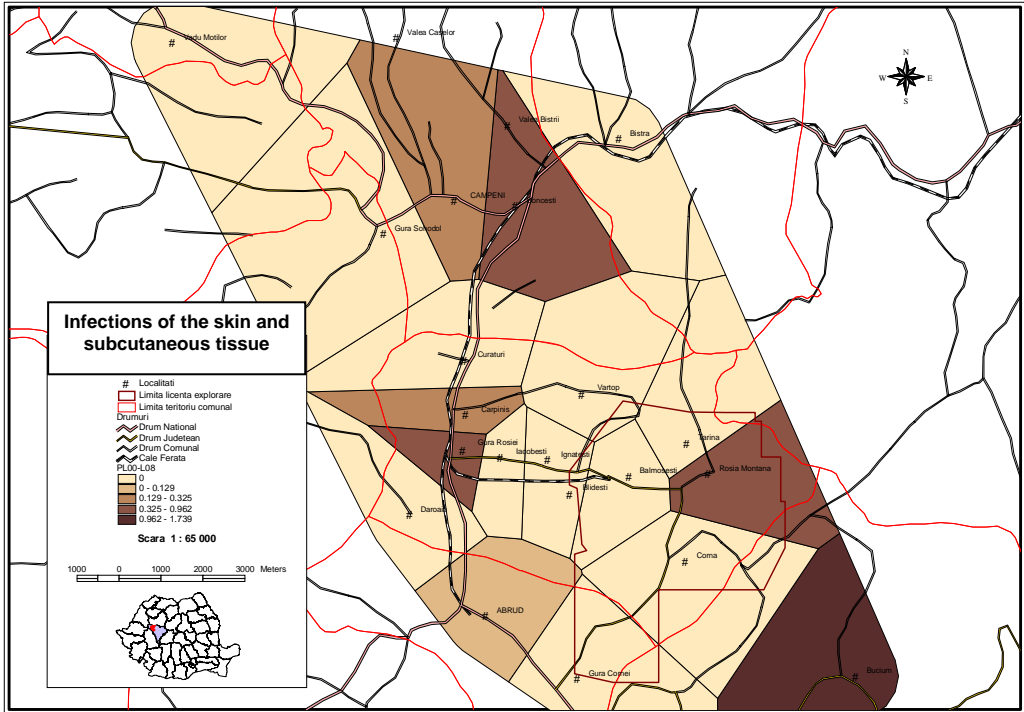 Vadu Motilor
#
Valea Caselor
#
N
W E
S
Valea Bistrii
#
Bistra
#
CAMPENI
#
#
Gura Sohodol
#
Infections of the skin and
subcutaneous tissue
# Localitati
Limita licenta explorare
Limita teritoriu comunal
Drumuri
Drum National
Drum Judetean
Drum Comunal
Cale Ferata
PL00-L08
0
0 - 0.129
0.129 - 0.325
0.325 - 0.962
0.962 - 1.739
Scara 1 : 65 000
1000 0 1000 2000 3000 Meters
#
Curaturi
Vartop
#
Carpinis
#
Gura Rosiei
#
Iacobesti
#
Ignatesti
#
Tarina
#
Balmosesti
#
Rosia Montana
#
Blidesti
#
Daroaia
#
Corna
#
ABRUD
#
Gura Cornei
#
Bucium
#